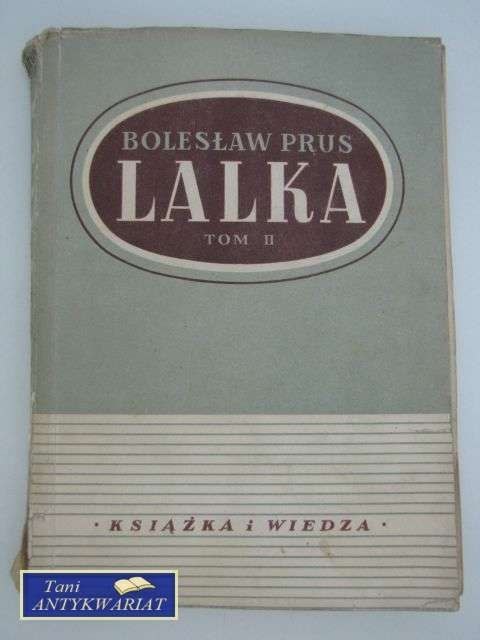 BOLESŁAW PRUS
LALKA
TOM II
· KSIĄŻKA i WIEDZA ·
Tani
ANTYKWARIAT